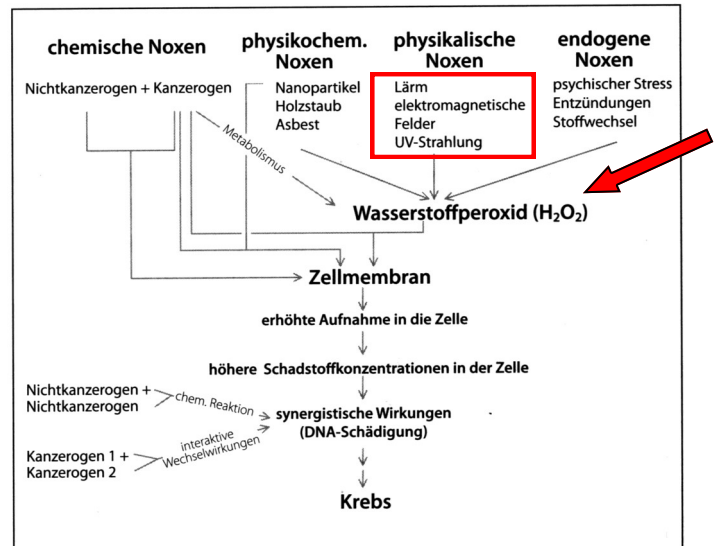 chemische Noxen
Nichtkanzerogen + Kanzerogen
physikochem.
Noxen
Nanopartikel
Holzstaub
Asbest
physikalische
Noxen
Lärm
elektromagnetische
Felder
UV-Strahlung
endogene
Noxen
psychischer Stress
Entzündungen
Stoffwechsel
Metabolismus
Wasserstoffperoxid (H₂O₂)
Zellmembran
erhöhte Aufnahme in die Zelle
höhere Schadstoffkonzentrationen in der Zelle
Nichtkanzerogen +
Nichtkanzerogen
chem. Reaktion
synergistische Wirkungen
(DNA-Schädigung)
Kanzerogen 1 +
Kanzerogen 2
interaktive
Wechselwirkungen
Krebs